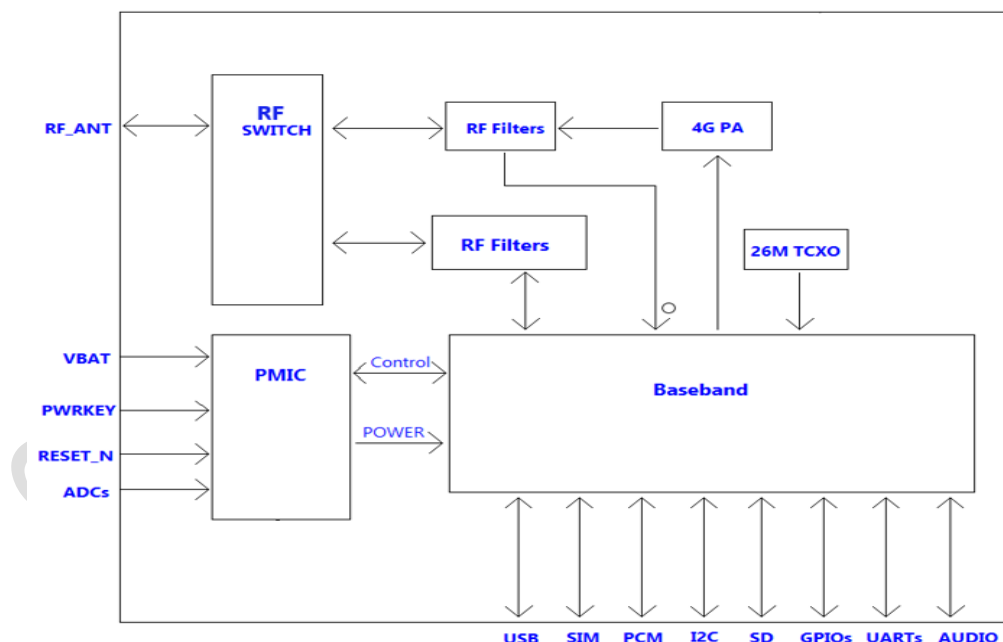 RF_ANT
RF
SWITCH
RF Filters
4G PA
RF Filters
26M TCXO
VBAT
PWRKEY
RESET_N
ADCs
PMIC
Control
POWER
Baseband
USB SIM PCM I2C SD GPIOs UARTs AUDIO